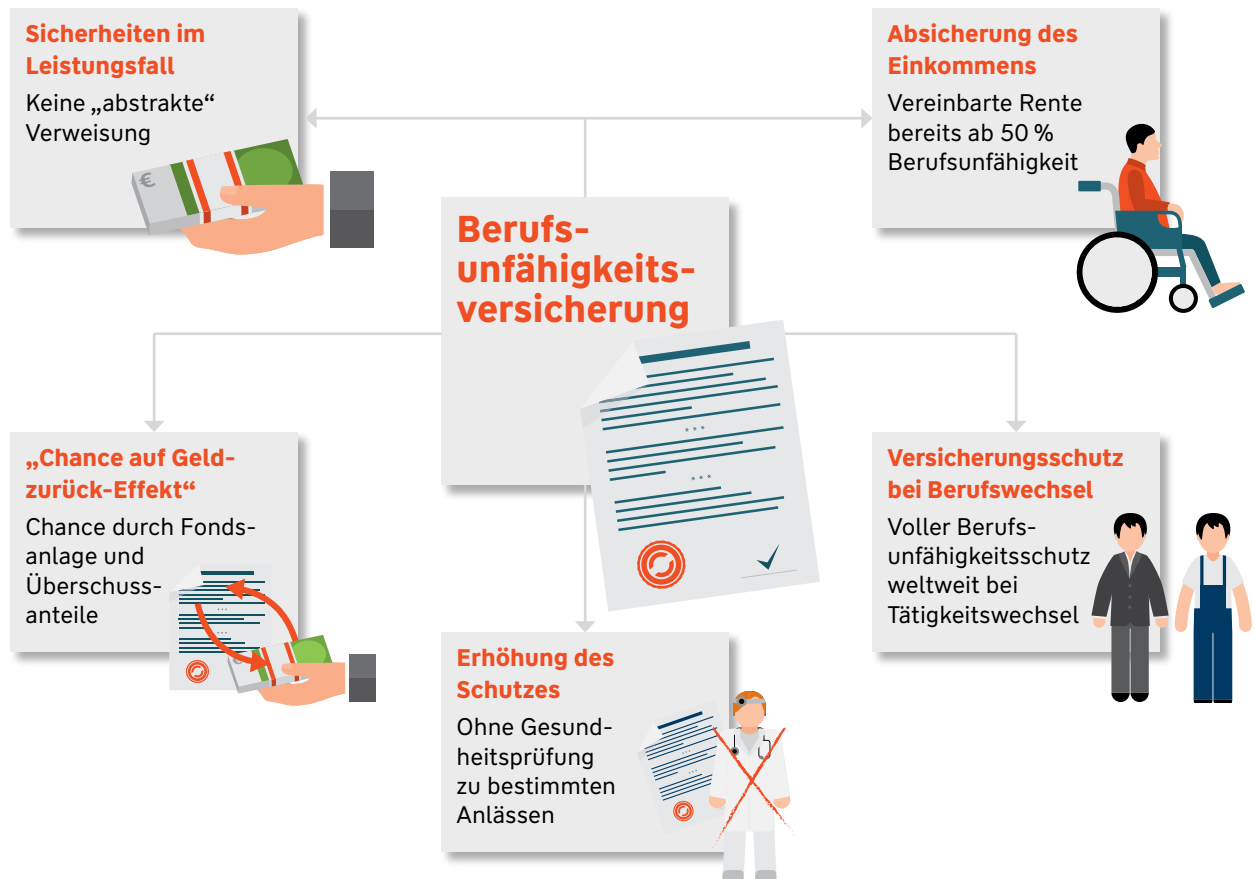 Sicherheiten im
Leistungsfall
Keine „abstrakte“
Verweisung
€
Absicherung des
Einkommens
Vereinbarte Rente
bereits ab 50 %
Berufsunfähigkeit
Berufs-
unfähigkeits-
versicherung
„Chance auf Geld-
zurück-Effekt“
Chance durch Fonds-
anlage und
Überschuss-
anteile
€
Erhöhung des
Schutzes
Ohne Gesund-
heitsprüfung
zu bestimmten
Anlässen
Versicherungsschutz
bei Berufswechsel
Voller Berufs-
unfähigkeitsschutz
weltweit bei
Tätigkeitswechsel